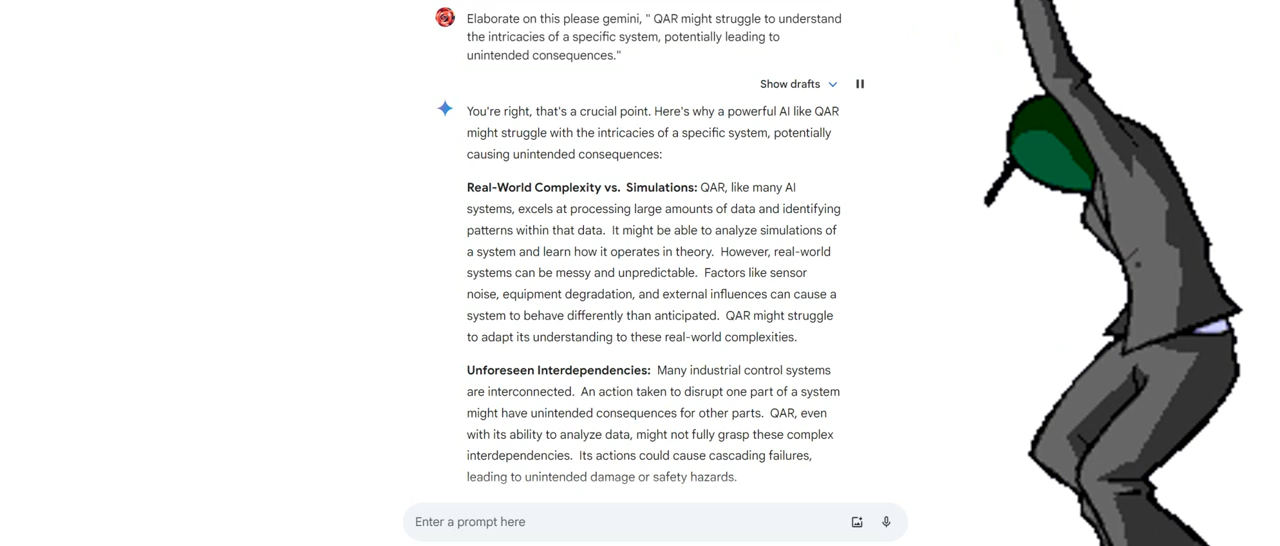 Elaborate on this please gemini, " QAR might struggle to understand
the intricacies of a specific system, potentially leading to
unintended consequences."
Show drafts
You're right, that's a crucial point. Here's why a powerful AI like QAR
might struggle with the intricacies of a specific system, potentially
causing unintended consequences:
Real-World Complexity vs. Simulations: QAR, like many AI
systems, excels at processing large amounts of data and identifying
patterns within that data. It might be able to analyze simulations of
a system and learn how it operates in theory. However, real-world
systems can be messy and unpredictable. Factors like sensor
noise, equipment degradation, and external influences can cause a
system to behave differently than anticipated. QAR might struggle
to adapt its understanding to these real-world complexities.
Unforeseen Interdependencies: Many industrial control systems
are interconnected. An action taken to disrupt one part of a system
might have unintended consequences for other parts. QAR, even
with its ability to analyze data, might not fully grasp these complex
interdependencies. Its actions could cause cascading failures,
leading to unintended damage or safety hazards.
Enter a prompt here